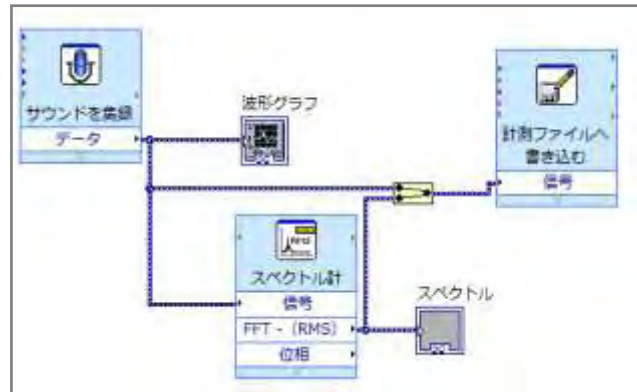 サウンドを集録
データ
波形グラフ
計測ファイルへ
書き込む
信号
スペクトル計
信号
FFT - (RMS)
位相
スペクトル